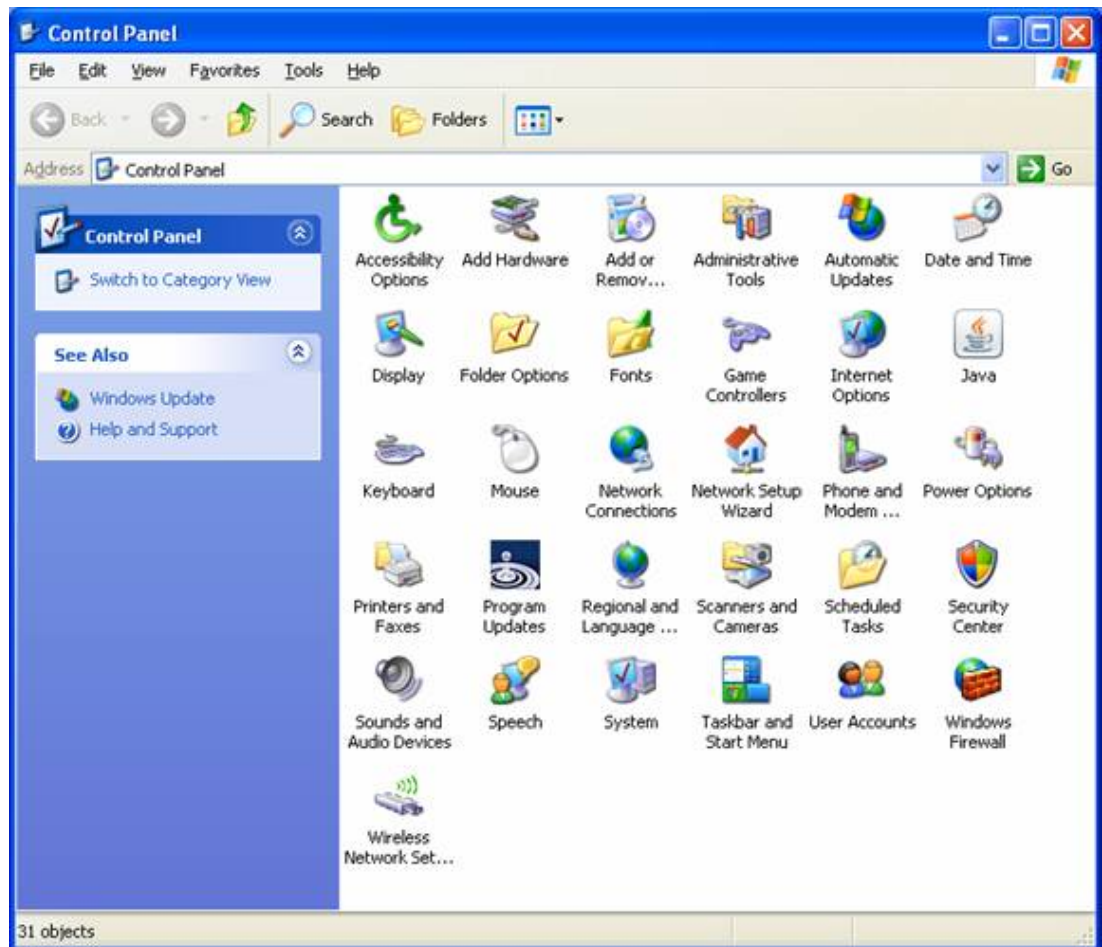 Control Panel
File Edit View Favorites Tools Help
Back Search Folders
Address Control Panel Go
Control Panel
Switch to Category View
See Also
Windows Update
Help and Support
Accessibility Options
Add Hardware
Add or Remov...
Administrative Tools
Automatic Updates
Date and Time
Display
Folder Options
Fonts
Game Controllers
Internet Options
Java
Keyboard
Mouse
Network Connections
Network Setup Wizard
Phone and Modem ...
Power Options
Printers and Faxes
Program Updates
Regional and Language ...
Scanners and Cameras
Scheduled Tasks
Security Center
Sounds and Audio Devices
Speech
System
Taskbar and Start Menu
User Accounts
Windows Firewall
Wireless Network Set...
31 objects